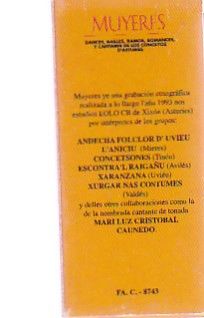 MUYERI'S
DANCES, BAILLES, RAMOS, ROMANCES,
Y CANTARES DE LOS CONCEYOS
D'ASTURIES
Muyeres ye una grabación etnográfica
realizada a lo llargo l'añu 1993 nos
estudios EOLO CB de Xixón (Asturies)
por intérpretes de los grupos:
ANDECHA FOLCLOR D'UVIEU
L'ANICIU (Mieres)
CONCETSONES (Tinéu)
ESCONTRA'L RAIGAÑU (Avilés)
XARANZANA (Uviéu)
XURGAR NAS COSTUMES
(Valdés)
y delles otres collaboraciones como la
de la nombrada cantante de tonada
MARI LUZ CRISTOBAL
CAUNEDO.
FA. C. - 8743